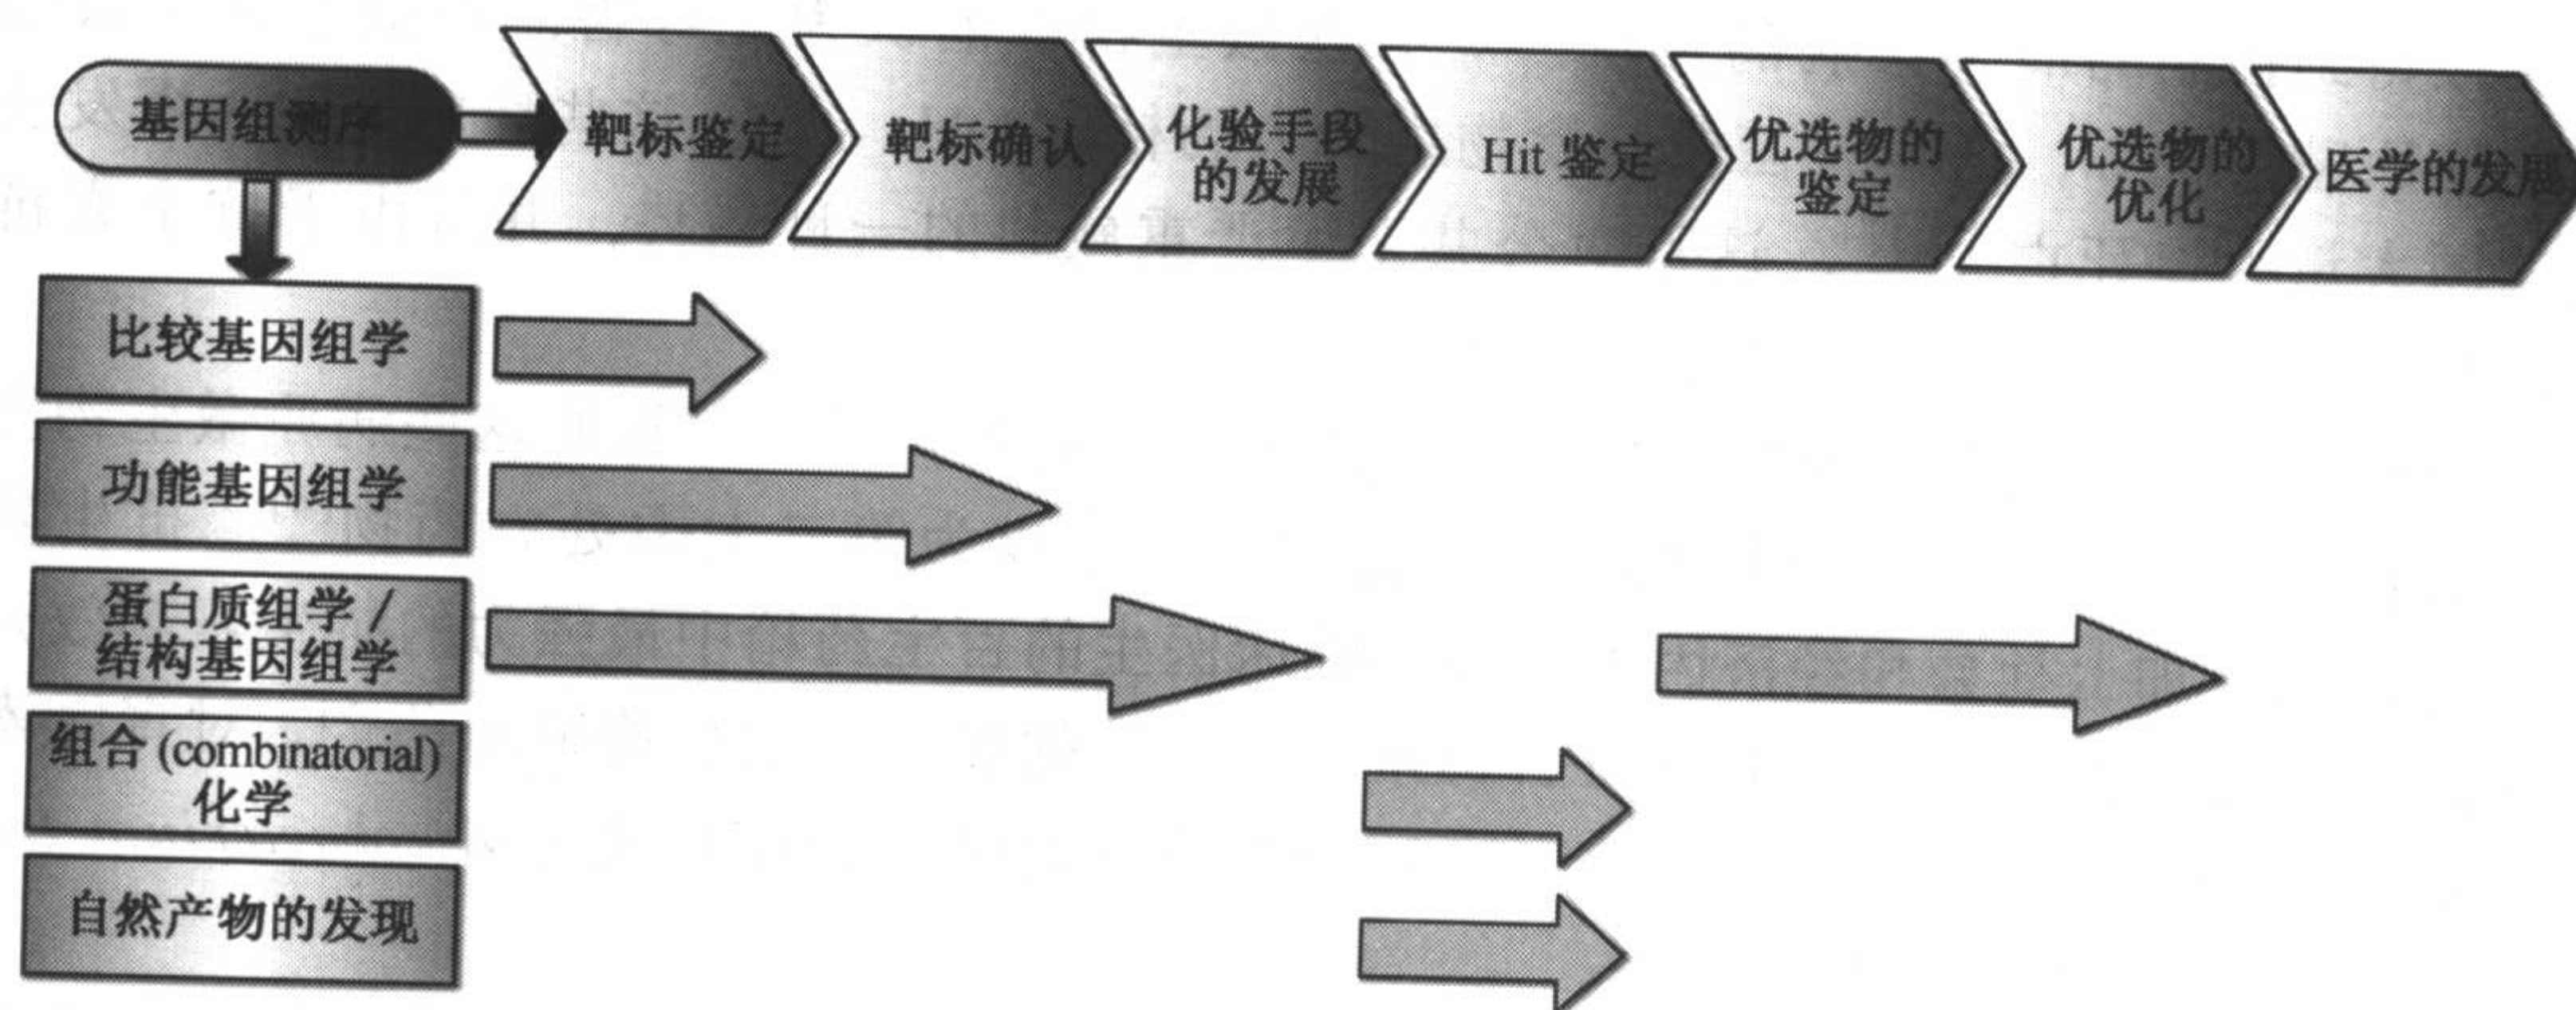 基因组测序
靶标鉴定
靶标确认
化验手段
的发展
Hit 鉴定
优选物的
鉴定
优选物的
优化
医学的发展
比较基因组学
功能基因组学
蛋白质组学 /
结构基因组学
组合 (combinatorial)
化学
自然产物的发现